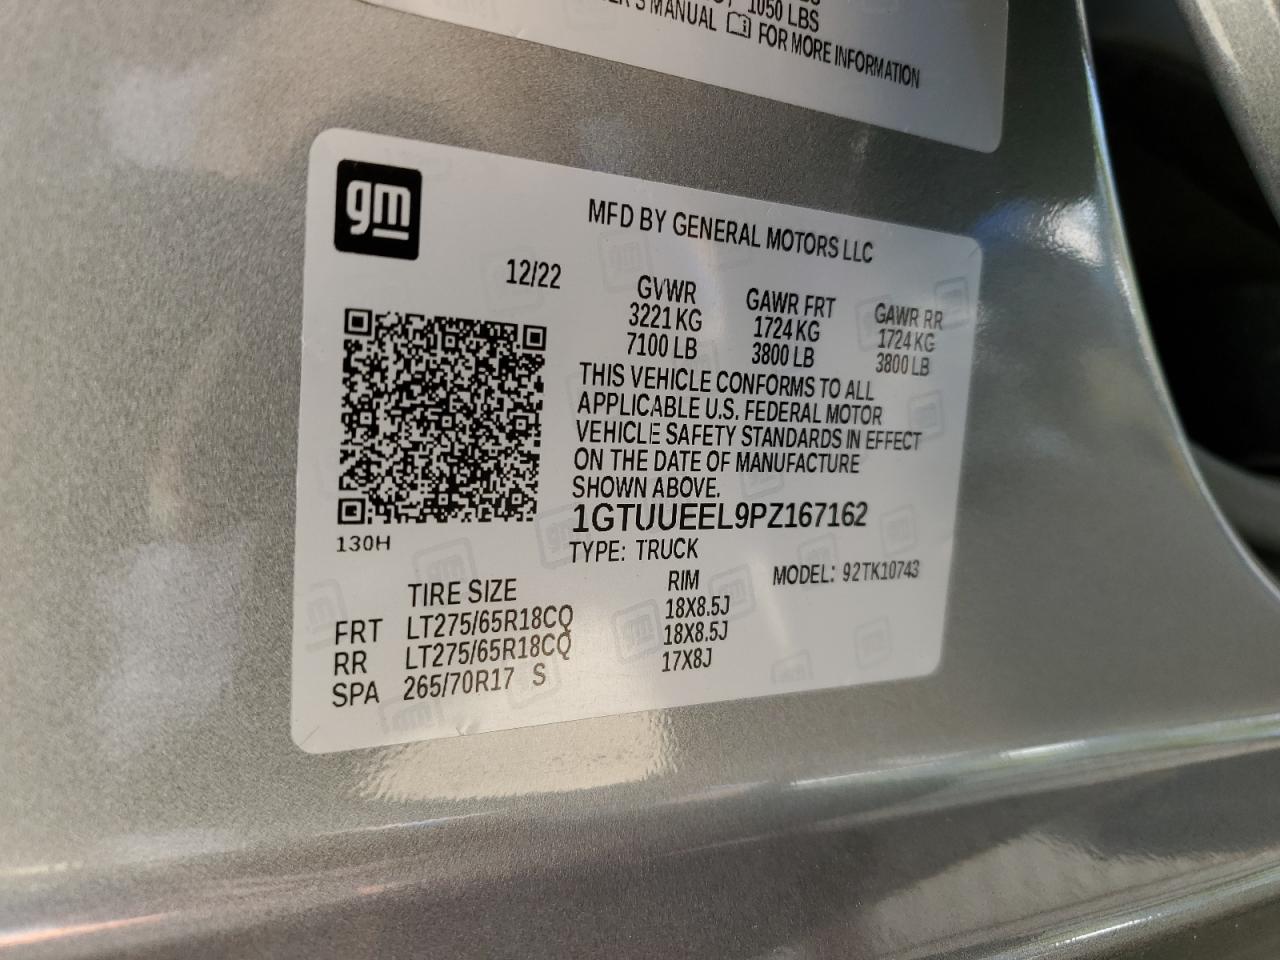 1050 LBS
MANUAL FOR MORE INFORMATION
gm
MFD BY GENERAL MOTORS LLC
12/22
GVWR GAWR FRT GAWR RR
3221 KG 1724 KG 1724 KG
7100 LB 3800 LB 3800 LB
THIS VEHICLE CONFORMS TO ALL
APPLICABLE U.S. FEDERAL MOTOR
VEHICLE SAFETY STANDARDS IN EFFECT
ON THE DATE OF MANUFACTURE
SHOWN ABOVE.
1GTUUEEL9PZ167162
130H
TYPE: TRUCK
MODEL: 92TK10743
TIRE SIZE RIM
FRT LT275/65R18CQ 18X8.5J
RR LT275/65R18CQ 18X8.5J
SPA 265/70R17 S 17X8J